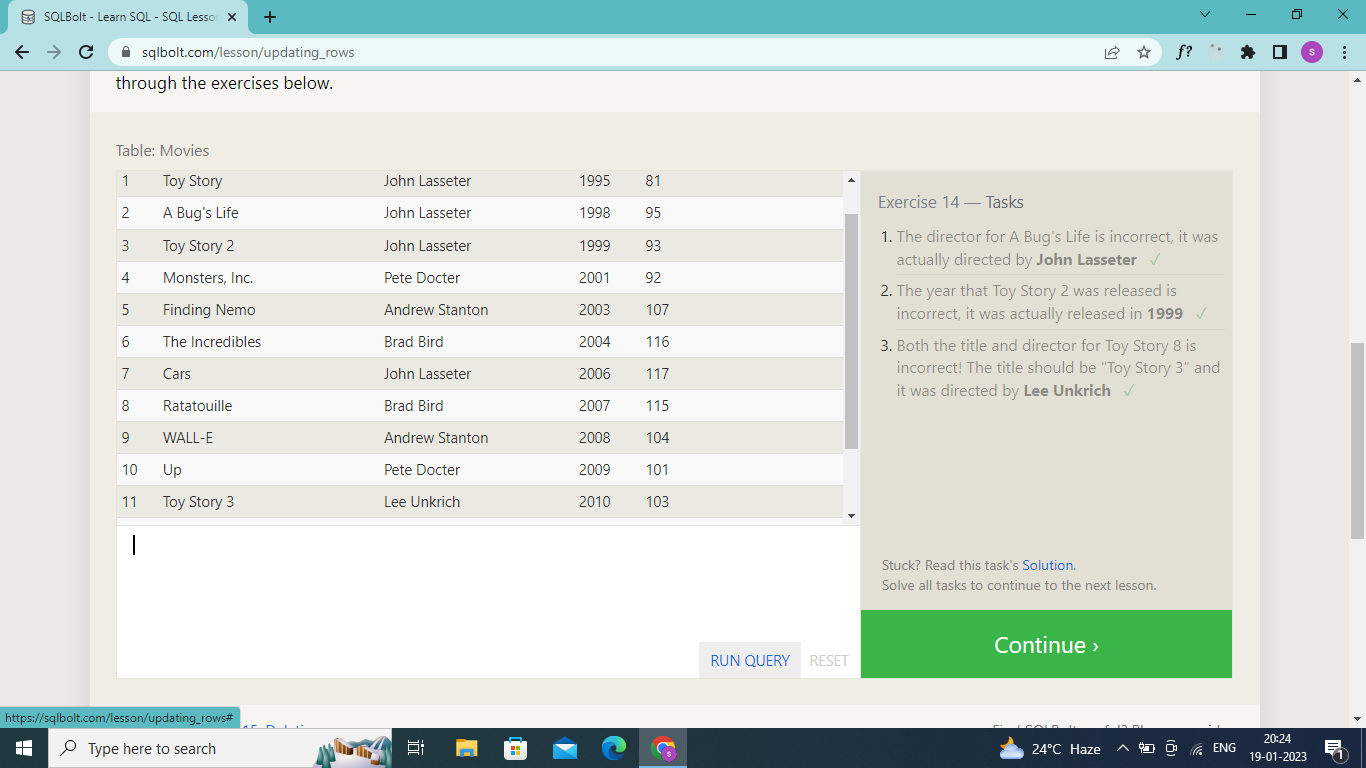 SQLBolt - Learn SQL - SQL Lesso
sqlbolt.com/lesson/updating_rows
f?
s
through the exercises below.
Table: Movies
1 Toy Story John Lasseter 1995 81
2 A Bug's Life John Lasseter 1998 95
3 Toy Story 2 John Lasseter 1999 93
4 Monsters, Inc. Pete Docter 2001 92
5 Finding Nemo Andrew Stanton 2003 107
6 The Incredibles Brad Bird 2004 116
7 Cars John Lasseter 2006 117
8 Ratatouille Brad Bird 2007 115
9 WALL-E Andrew Stanton 2008 104
10 Up Pete Docter 2009 101
11 Toy Story 3 Lee Unkrich 2010 103
RUN QUERY RESET
Exercise 14 — Tasks
1. The director for A Bug's Life is incorrect, it was
actually directed by John Lasseter ✓
2. The year that Toy Story 2 was released is
incorrect, it was actually released in 1999 ✓
3. Both the title and director for Toy Story 8 is
incorrect! The title should be "Toy Story 3" and
it was directed by Lee Unkrich ✓
Stuck? Read this task's Solution.
Solve all tasks to continue to the next lesson.
Continue ›
https://sqlbolt.com/lesson/updating_rows#
Type here to search
24°C Haze
ENG
20:24
19-01-2023
1